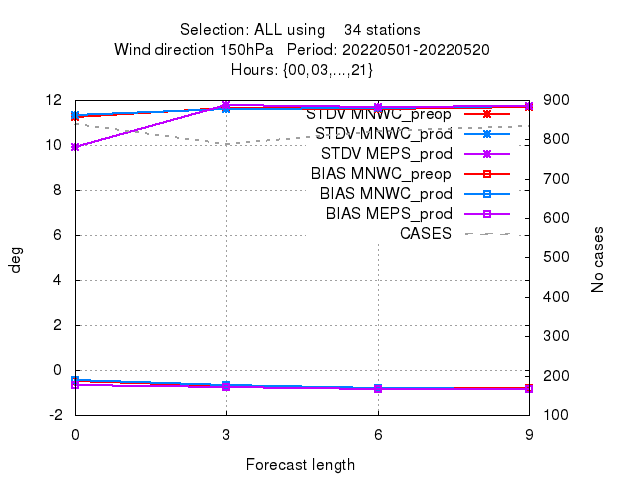 Selection: ALL using    34 stations
Wind direction 150hPa   Period: 20220501-20220520
Hours: {00,03,...,21}
12
10
8
6
4
2
0
-2
deg
900
800
700
600
500
400
300
200
100
No cases
STDV MNWC_preop
STDV MNWC_prod
STDV MEPS_prod
BIAS MNWC_preop
BIAS MNWC_prod
BIAS MEPS_prod
CASES
0 3 6 9
Forecast length